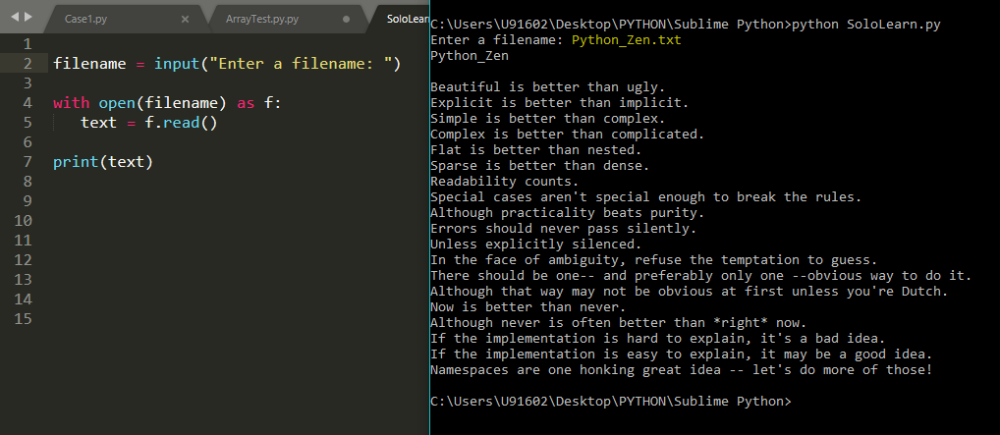 Case1.py
ArrayTest.py.py
SoloLearn
1
2 filename = input("Enter a filename: ")
3
4 with open(filename) as f:
5 text = f.read()
6
7 print(text)
8
9
10
11
12
13
14
15
C:\Users\U91602\Desktop\PYTHON\Sublime Python>python SoloLearn.py
Enter a filename: Python_Zen.txt
Python_Zen
Beautiful is better than ugly.
Explicit is better than implicit.
Simple is better than complex.
Complex is better than complicated.
Flat is better than nested.
Sparse is better than dense.
Readability counts.
Special cases aren't special enough to break the rules.
Although practicality beats purity.
Errors should never pass silently.
Unless explicitly silenced.
In the face of ambiguity, refuse the temptation to guess.
There should be one-- and preferably only one --obvious way to do it.
Although that way may not be obvious at first unless you're Dutch.
Now is better than never.
Although never is often better than *right* now.
If the implementation is hard to explain, it's a bad idea.
If the implementation is easy to explain, it may be a good idea.
Namespaces are one honking great idea -- let's do more of those!
C:\Users\U91602\Desktop\PYTHON\Sublime Python>